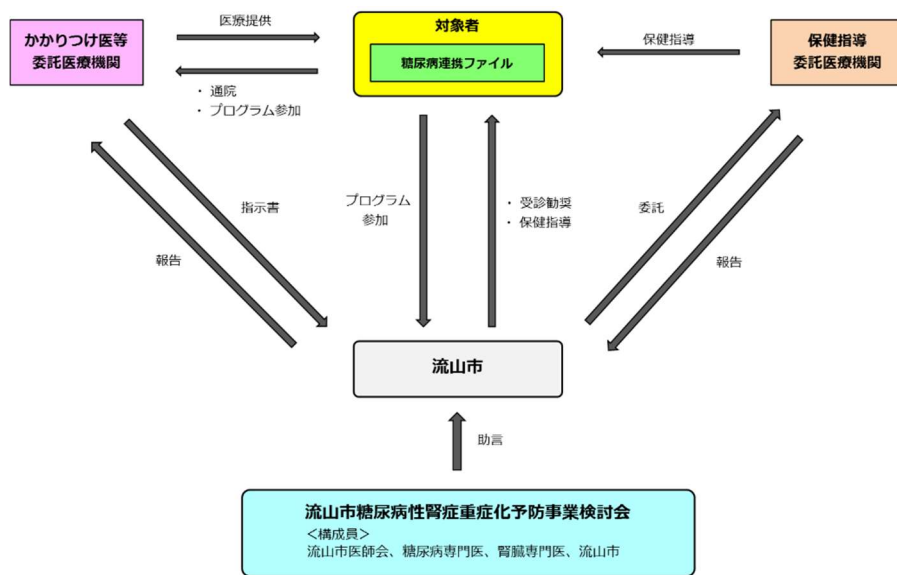 医療提供
かかりつけ医等
委託医療機関
・ 通院
・ プログラム参加
対象者
糖尿病連携ファイル
保健指導
保健指導
委託医療機関
指示書
報告
プログラム
参加
・ 受診勧奨
・ 保健指導
委託
報告
流山市
助言
流山市糖尿病性腎症重症化予防事業検討会
＜構成員＞
流山市医師会、糖尿病専門医、腎臓専門医、流山市